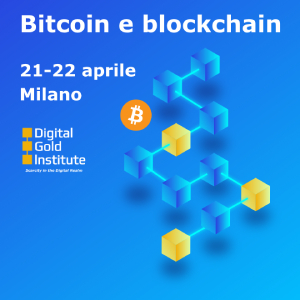 Bitcoin e blockchain
21-22 aprile
Milano
Digital
Gold
Institute
Scarcity in the Digital Realm